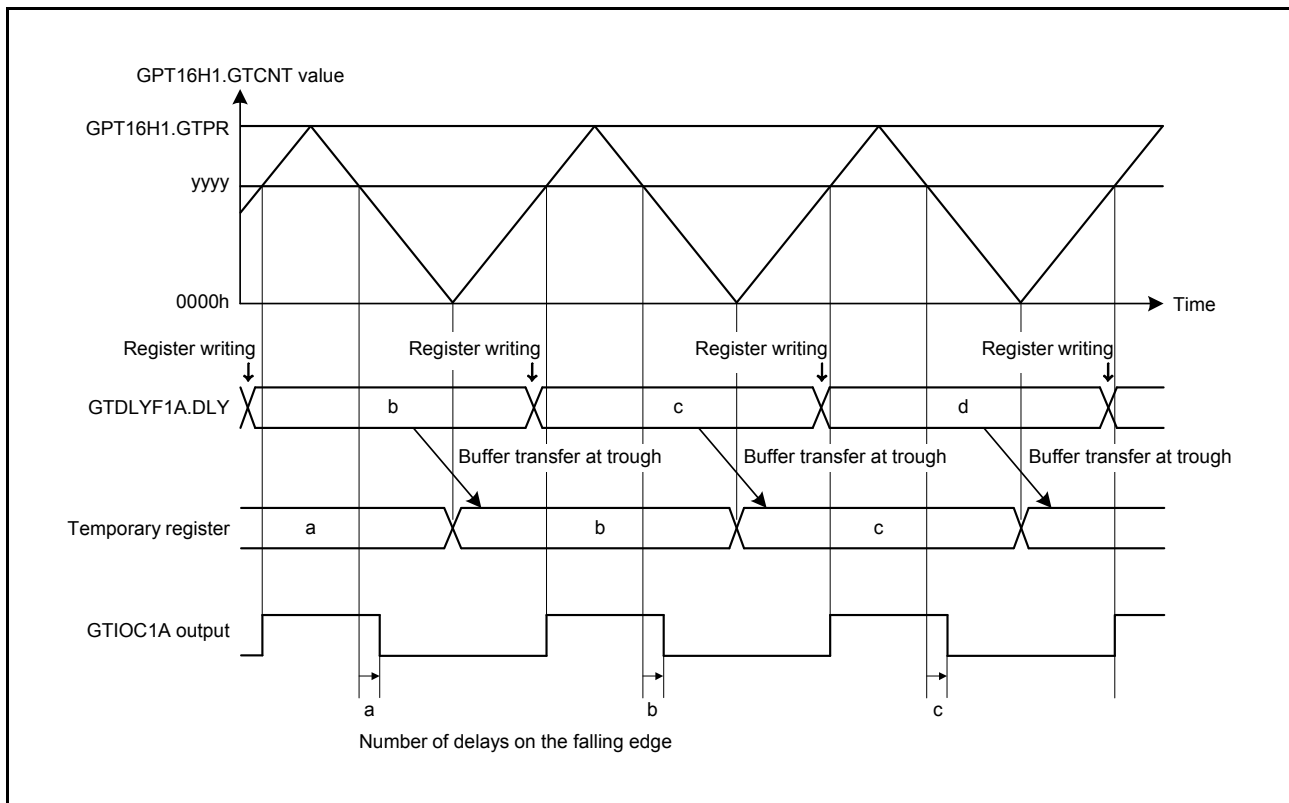 GPT16H1.GTCNT value
GPT16H1.GTPR
yyyy
0000h
Time
Register writing
Register writing
Register writing
Register writing
GTDLYF1A.DLY
b
c
d
Buffer transfer at trough
Buffer transfer at trough
Buffer transfer at trough
Temporary register
a
b
c
GTIOC1A output
a
b
c
Number of delays on the falling edge